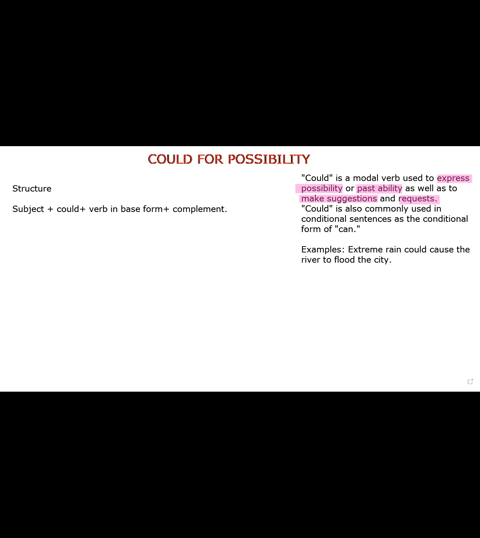 COULD FOR POSSIBILITY
Structure
Subject + could+ verb in base form+ complement.
"Could" is a modal verb used to express
possibility or past ability as well as to
make suggestions and requests.
"Could" is also commonly used in
conditional sentences as the conditional
form of "can."
Examples: Extreme rain could cause the
river to flood the city.